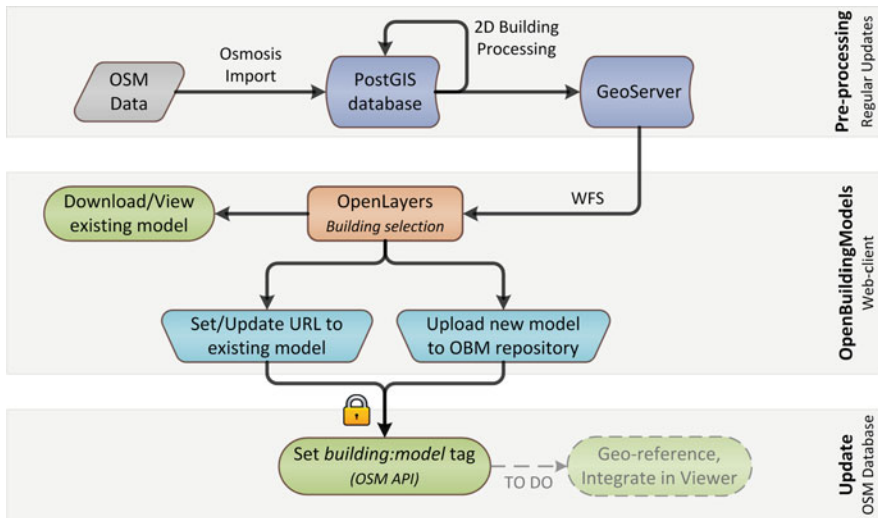 2D Building
Processing
Osmosis
Import
OSM
Data
PostGIS
database
GeoServer
Pre-processing
Regular Updates
Download/View
existing model
OpenLayers
Building selection
WFS
Set/Update URL to
existing model
Upload new model
to OBM repository
OpenBuildingModels
Web-client
Set building:model tag
(OSM API)
TO DO
Geo-reference,
Integrate in Viewer
Update
OSM Database